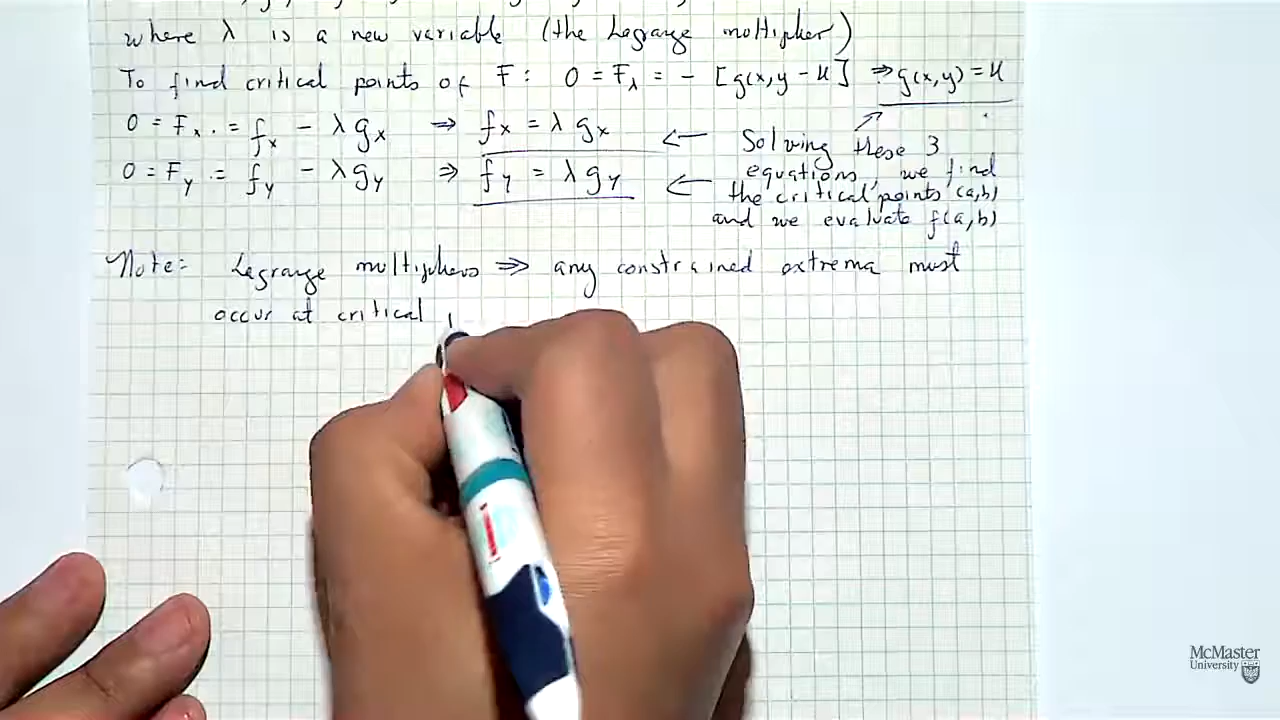 where λ is a new variable (the Lagrange multiplier)
To find critical points of F: 0 = F_λ = - [g(x,y - K] ⇒ g(x,y) = K
0 = F_x . = f_x - λ g_x ⇒ f_x = λ g_x ←
0 = F_y . = f_y - λ g_y ⇒ f_y = λ g_y ←
Solving these 3
equations, we find
the critical points (a,b)
and we evaluate f(a,b)
Note: Lagrange multipliers ⇒ any constrained extrema must
occur at critical
McMaster
University